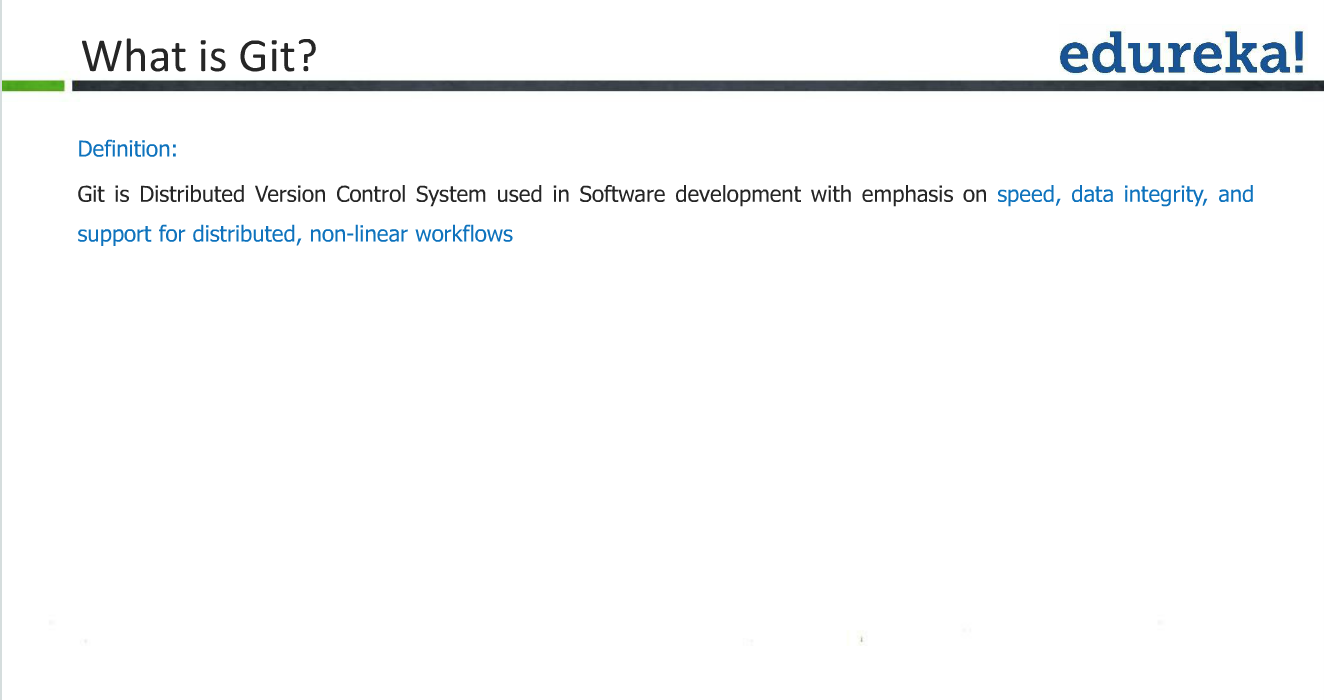 What is Git?
edureka!
Definition:
Git is Distributed Version Control System used in Software development with emphasis on speed, data integrity, and
support for distributed, non-linear workflows